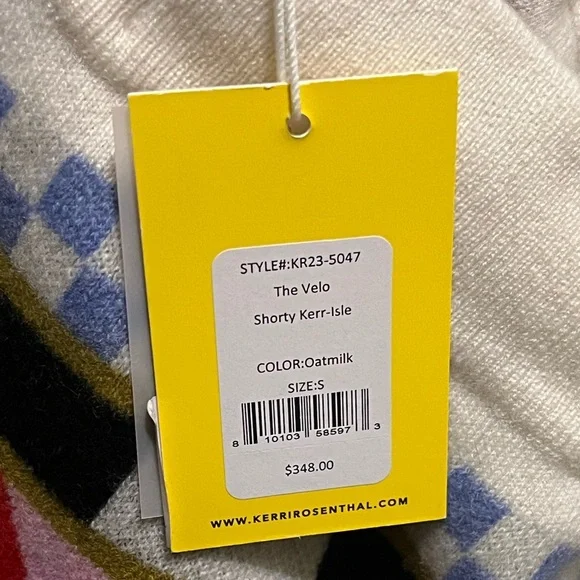 STYLE#:KR23-5047
The Velo
Shorty Kerr-Isle
COLOR:Oatmilk
SIZE:S
8 10103 58597 3
$348.00
WWW.KERRIROSENTHAL.COM